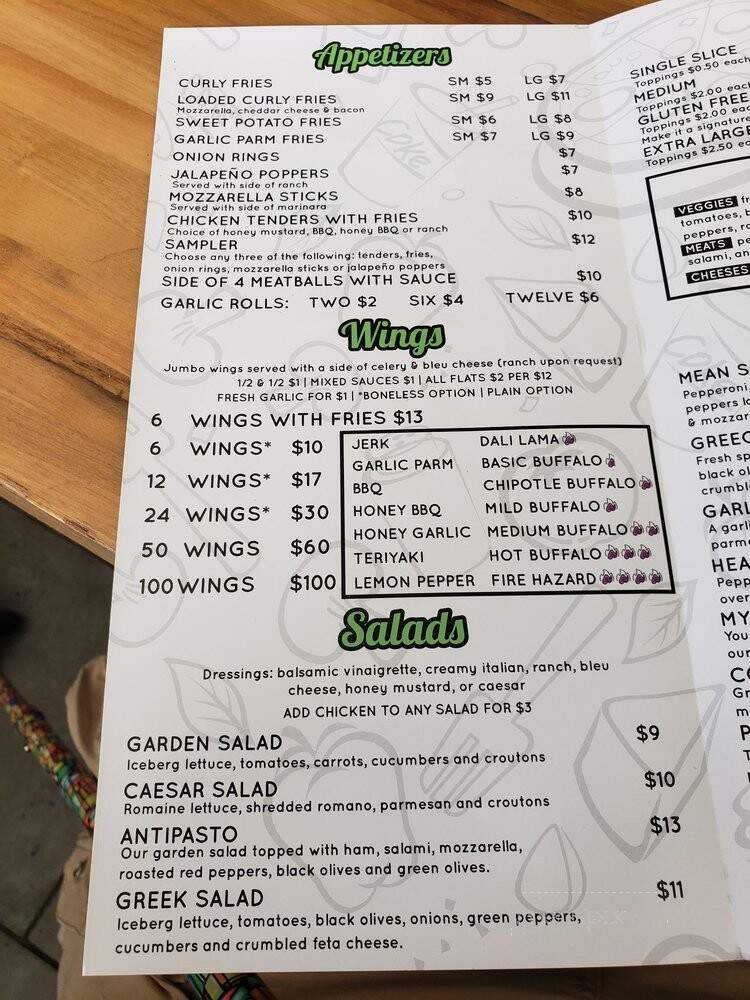 Appetizers
CURLY FRIES SM $5 LG $7
LOADED CURLY FRIES SM $9 LG $11
Mozzarella, cheddar cheese & bacon
SWEET POTATO FRIES SM $6 LG $8
GARLIC PARM FRIES SM $7 LG $9
ONION RINGS $7
JALAPEÑO POPPERS $7
Served with side of ranch
MOZZARELLA STICKS $8
Served with side of marinara
CHICKEN TENDERS WITH FRIES $10
Choice of honey mustard, BBQ, honey BBQ or ranch
SAMPLER $12
Choose any three of the following: tenders, fries,
onion rings, mozzarella sticks or jalapeño poppers
SIDE OF 4 MEATBALLS WITH SAUCE $10
GARLIC ROLLS: TWO $2 SIX $4 TWELVE $6
Wings
Jumbo wings served with a side of celery & bleu cheese (ranch upon request)
1/2 & 1/2 $1 | MIXED SAUCES $1 | ALL FLATS $2 PER $12
FRESH GARLIC FOR $1 | *BONELESS OPTION | PLAIN OPTION
6 WINGS WITH FRIES $13
6 WINGS* $10
12 WINGS* $17
24 WINGS* $30
50 WINGS $60
100 WINGS $100
JERK DALI LAMA
GARLIC PARM BASIC BUFFALO
BBQ CHIPOTLE BUFFALO
HONEY BBQ MILD BUFFALO
HONEY GARLIC MEDIUM BUFFALO
TERIYAKI HOT BUFFALO
LEMON PEPPER FIRE HAZARD
Salads
Dressings: balsamic vinaigrette, creamy italian, ranch, bleu
cheese, honey mustard, or caesar
ADD CHICKEN TO ANY SALAD FOR $3
GARDEN SALAD $9
Iceberg lettuce, tomatoes, carrots, cucumbers and croutons
CAESAR SALAD $10
Romaine lettuce, shredded romano, parmesan and croutons
ANTIPASTO $13
Our garden salad topped with ham, salami, mozzarella,
roasted red peppers, black olives and green olives.
GREEK SALAD $11
Iceberg lettuce, tomatoes, black olives, onions, green peppers,
cucumbers and crumbled feta cheese.
SINGLE SLICE
Toppings $0.50 each
MEDIUM
Toppings $2.00 each
GLUTEN FREE
Toppings $2.00
Make it a signature
EXTRA LARGE
Toppings $2.50
VEGGIES
tomatoes,
peppers,
MEATS
salami,
CHEESES
MEAN
Pepperoni,
peppers
& mozzar
GREEC
Fresh sp
black ol
crumbl
GARL
A garl
parme
HEA
Pepp
over
MY
You
our
CO
Gr
m